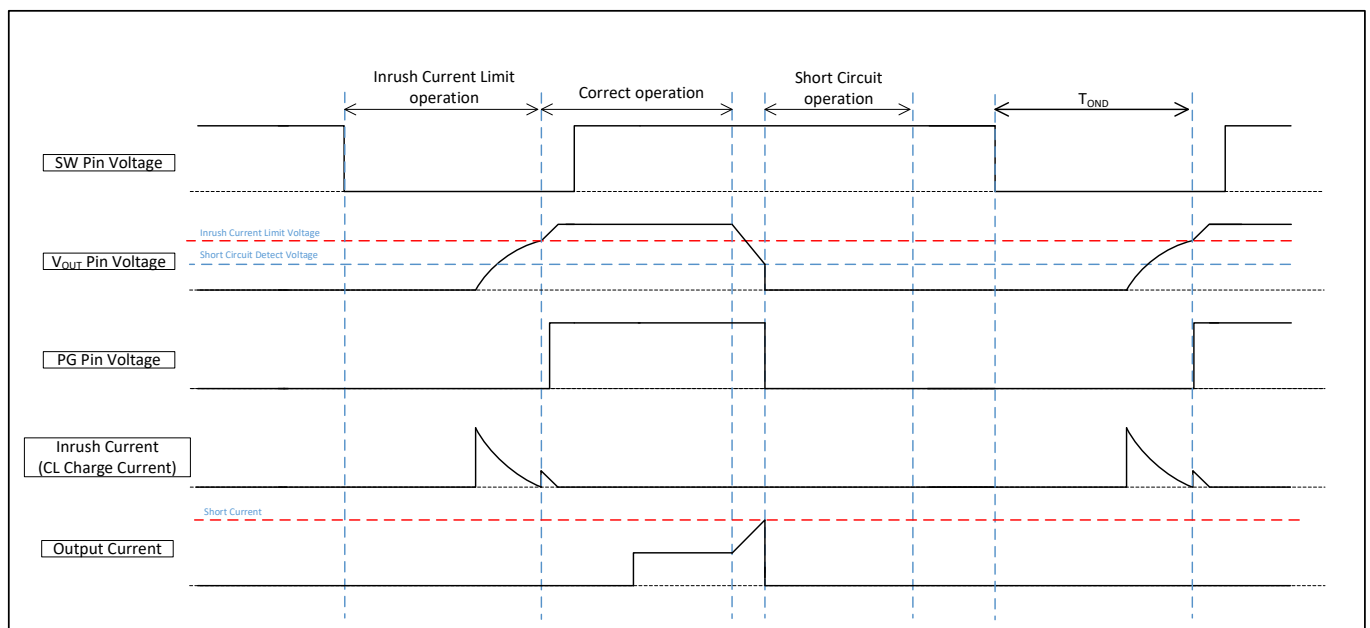 Inrush Current Limit
operation
Correct operation
Short Circuit
operation
TOND
SW Pin Voltage
Inrush Current Limit Voltage
Short Circuit Detect Voltage
VOUT Pin Voltage
PG Pin Voltage
Inrush Current
(CL Charge Current)
Short Current
Output Current